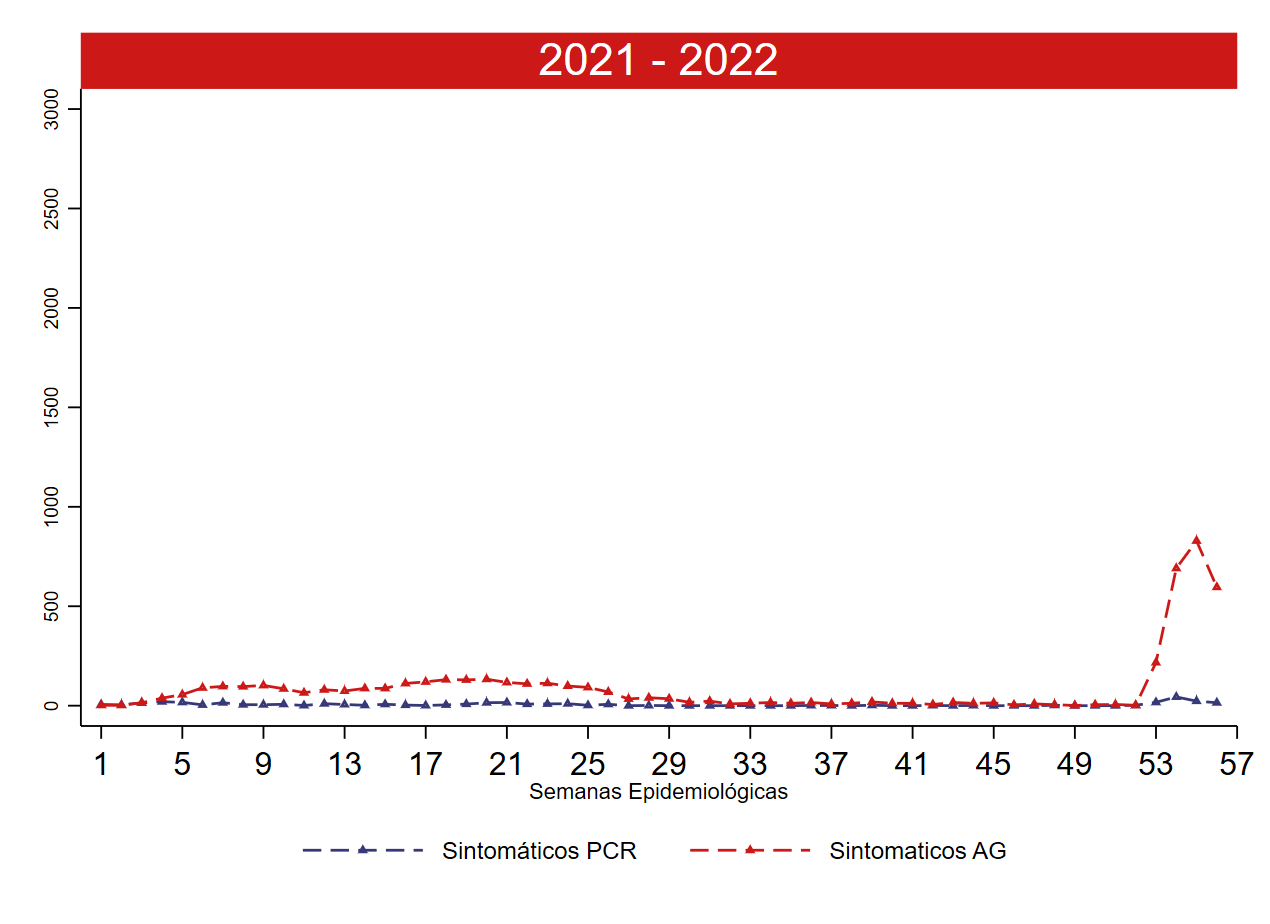 2021 - 2022
3000
2500
2000
1500
1000
500
0
1 5 9 13 17 21 25 29 33 37 41 45 49 53 57
Semanas Epidemiológicas
Sintomáticos PCR Sintomaticos AG